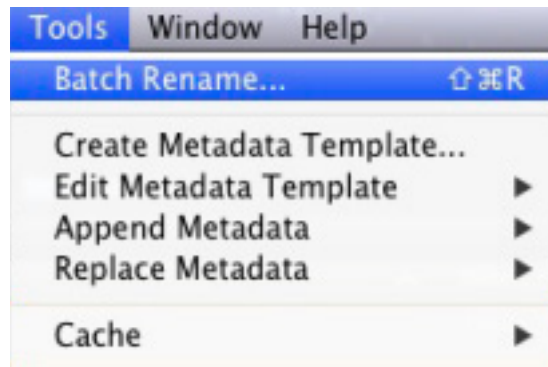 Tools Window Help
Batch Rename... ⇧⌘R
Create Metadata Template...
Edit Metadata Template ▶
Append Metadata ▶
Replace Metadata ▶
Cache ▶